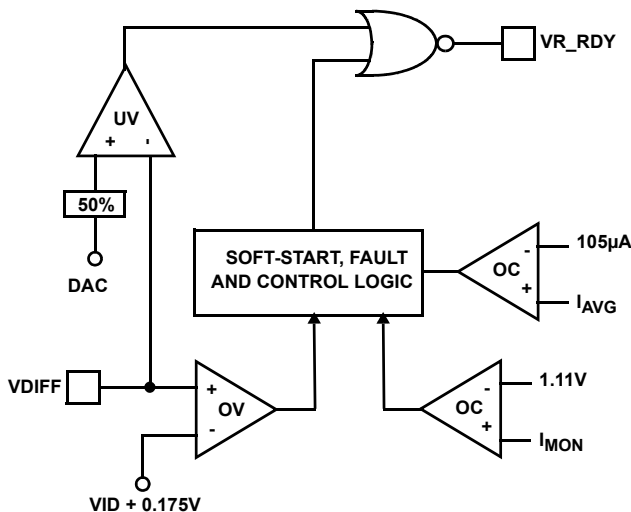 VR_RDY
UV
+ -
50%
DAC
SOFT-START, FAULT
AND CONTROL LOGIC
-
OC
+
105µA
IAVG
VDIFF
+
OV
-
VID + 0.175V
-
OC
+
1.11V
IMON